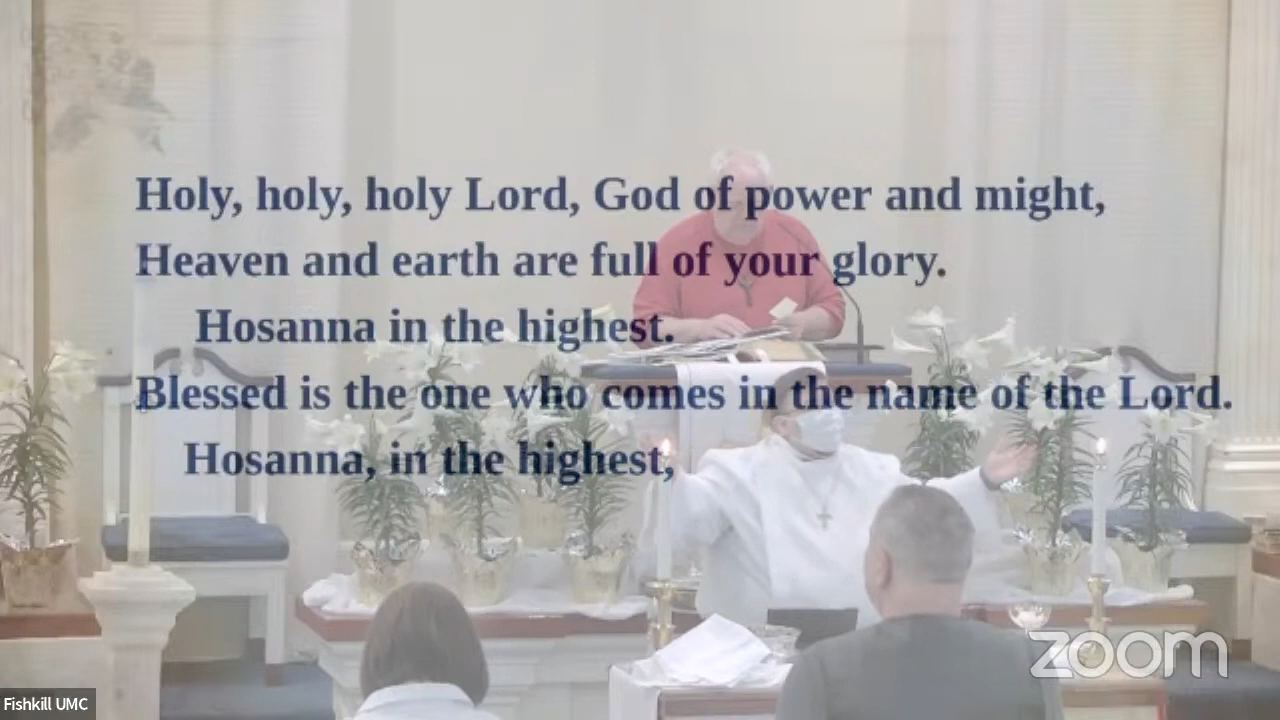 Holy, holy, holy Lord, God of power and might,
Heaven and earth are full of your glory.
Hosanna in the highest.
Blessed is the one who comes in the name of the Lord.
Hosanna, in the highest,
zoom
Fishkill UMC